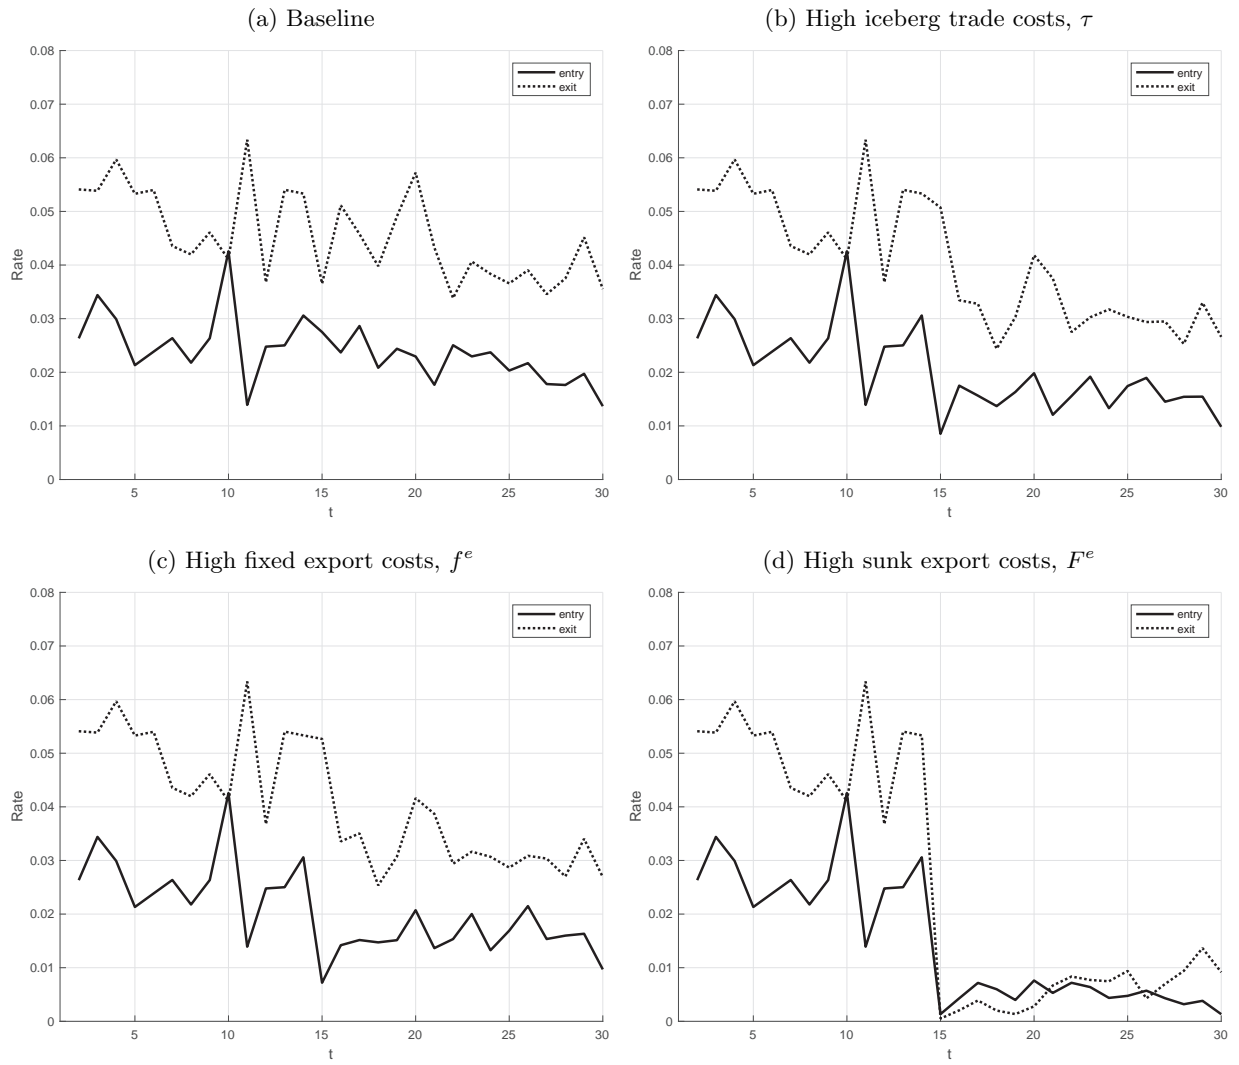 (a) Baseline
0.08
0.07
0.06
0.05
0.04
0.03
0.02
0.01
0
Rate
entry
exit
5 10 15 20 25 30
t
(b) High iceberg trade costs, τ
0.08
0.07
0.06
0.05
0.04
0.03
0.02
0.01
0
Rate
entry
exit
5 10 15 20 25 30
t
(c) High fixed export costs, fᵉ
0.08
0.07
0.06
0.05
0.04
0.03
0.02
0.01
0
Rate
entry
exit
5 10 15 20 25 30
t
(d) High sunk export costs, Fᵉ
0.08
0.07
0.06
0.05
0.04
0.03
0.02
0.01
0
Rate
entry
exit
5 10 15 20 25 30
t